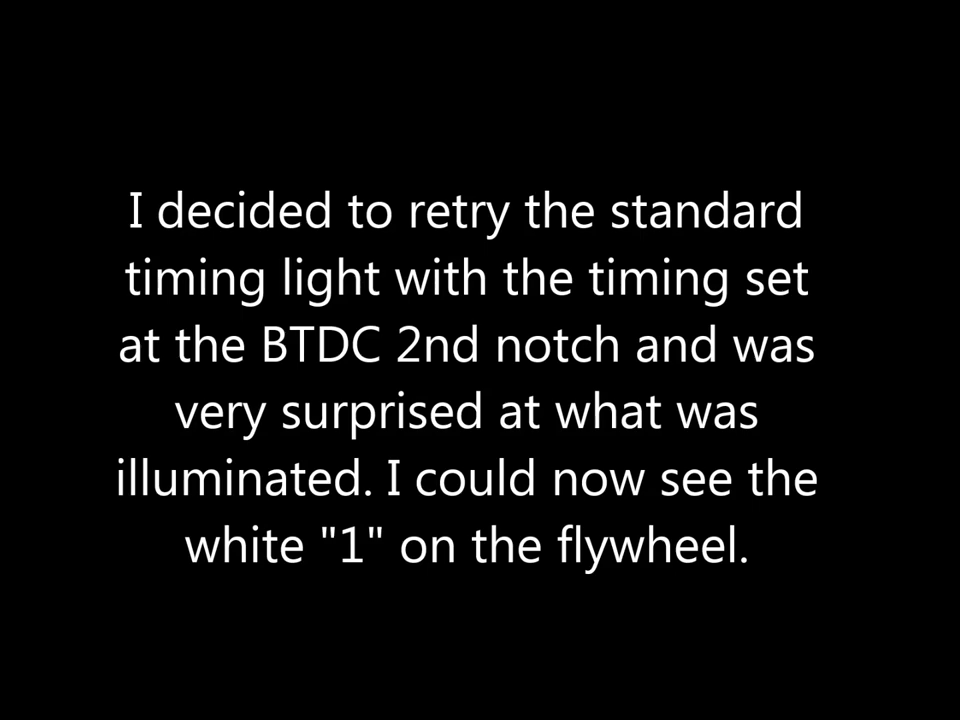 I decided to retry the standard
timing light with the timing set
at the BTDC 2nd notch and was
very surprised at what was
illuminated. I could now see the
white "1" on the flywheel.